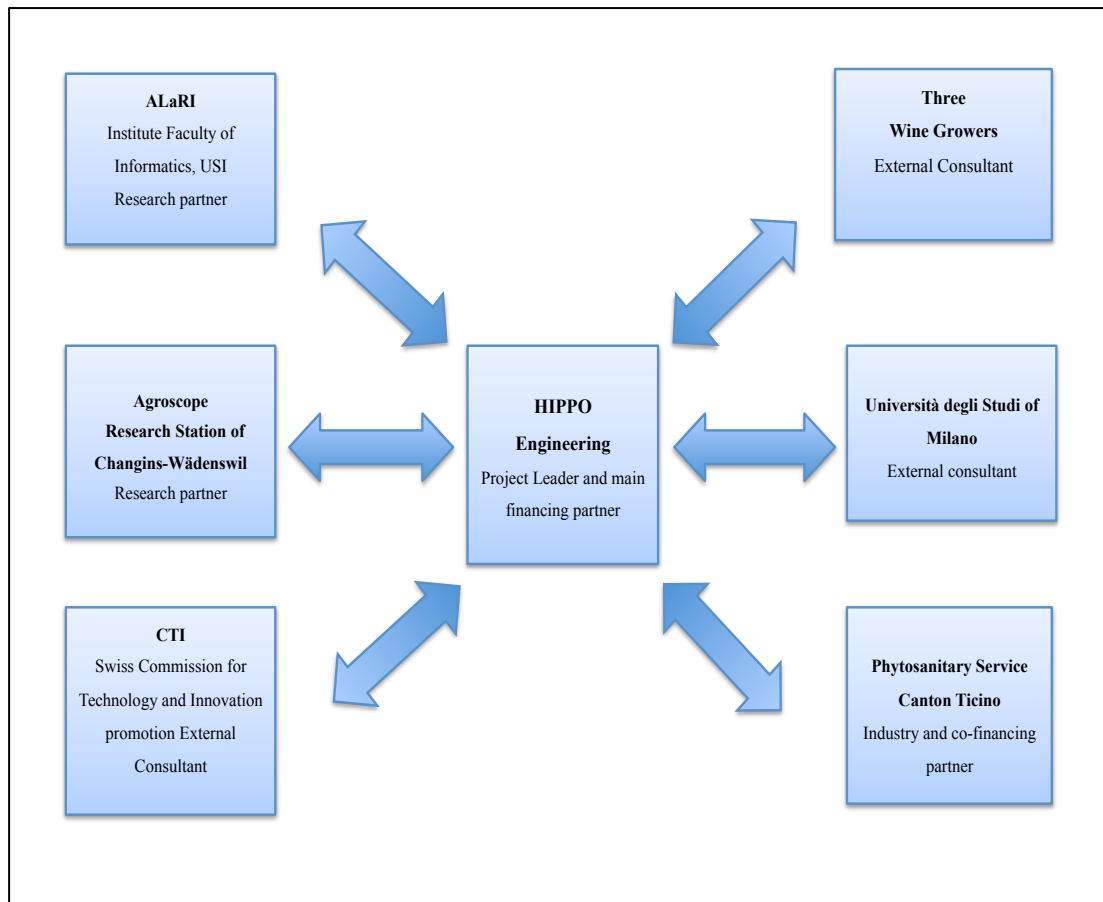 ALaRI
Institute Faculty of
Informatics, USI
Research partner
Three
Wine Growers
External Consultant
Agroscope
Research Station of
Changins-Wädenswil
Research partner
HIPPO
Engineering
Project Leader and main
financing partner
Università degli Studi of
Milano
External consultant
CTI
Swiss Commission for
Technology and Innovation
promotion External
Consultant
Phytosanitary Service
Canton Ticino
Industry and co-financing
partner